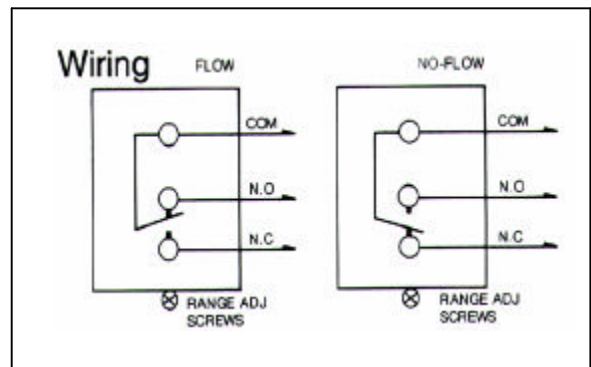 Wiring
FLOW
COM
N.O
N.C
RANGE ADJ
SCREWS
NO-FLOW
COM
N.O
N.C
RANGE ADJ
SCREWS